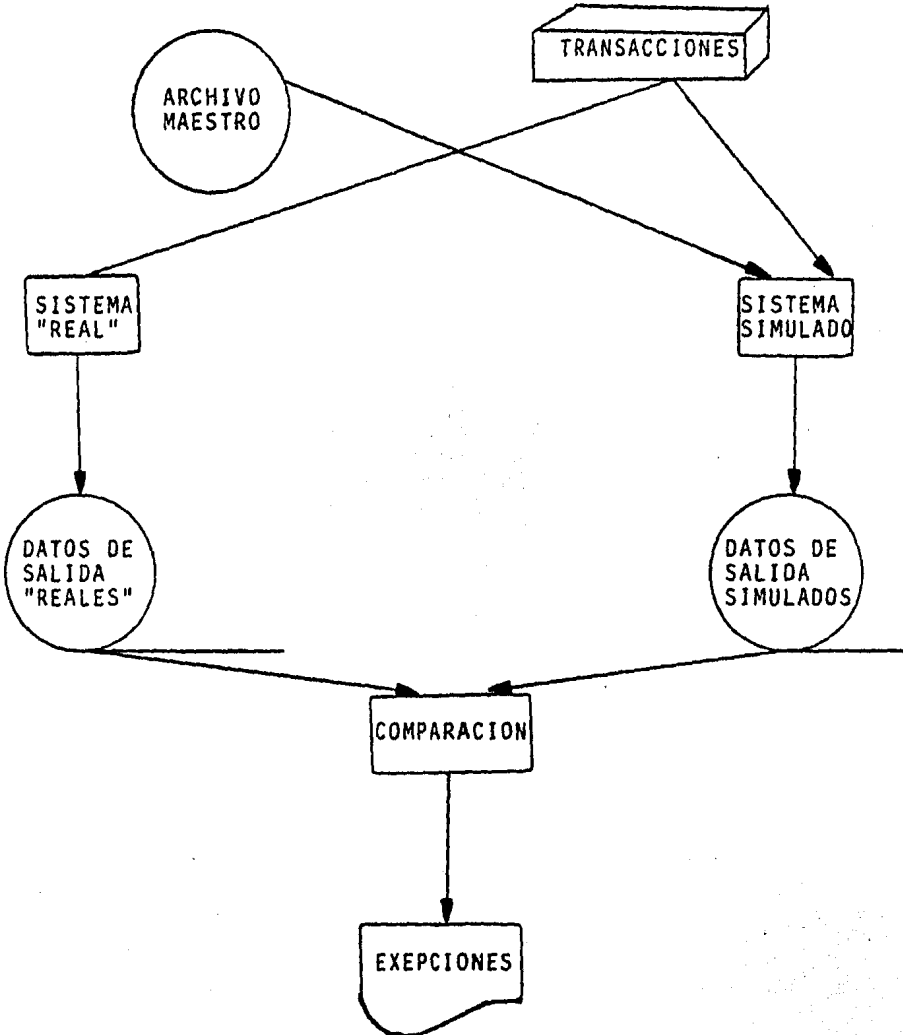 TRANSACCIONES
ARCHIVO
MAESTRO
SISTEMA
"REAL"
SISTEMA
SIMULADO
DATOS DE
SALIDA
"REALES"
DATOS DE
SALIDA
SIMULADOS
COMPARACION
EXEPCIONES